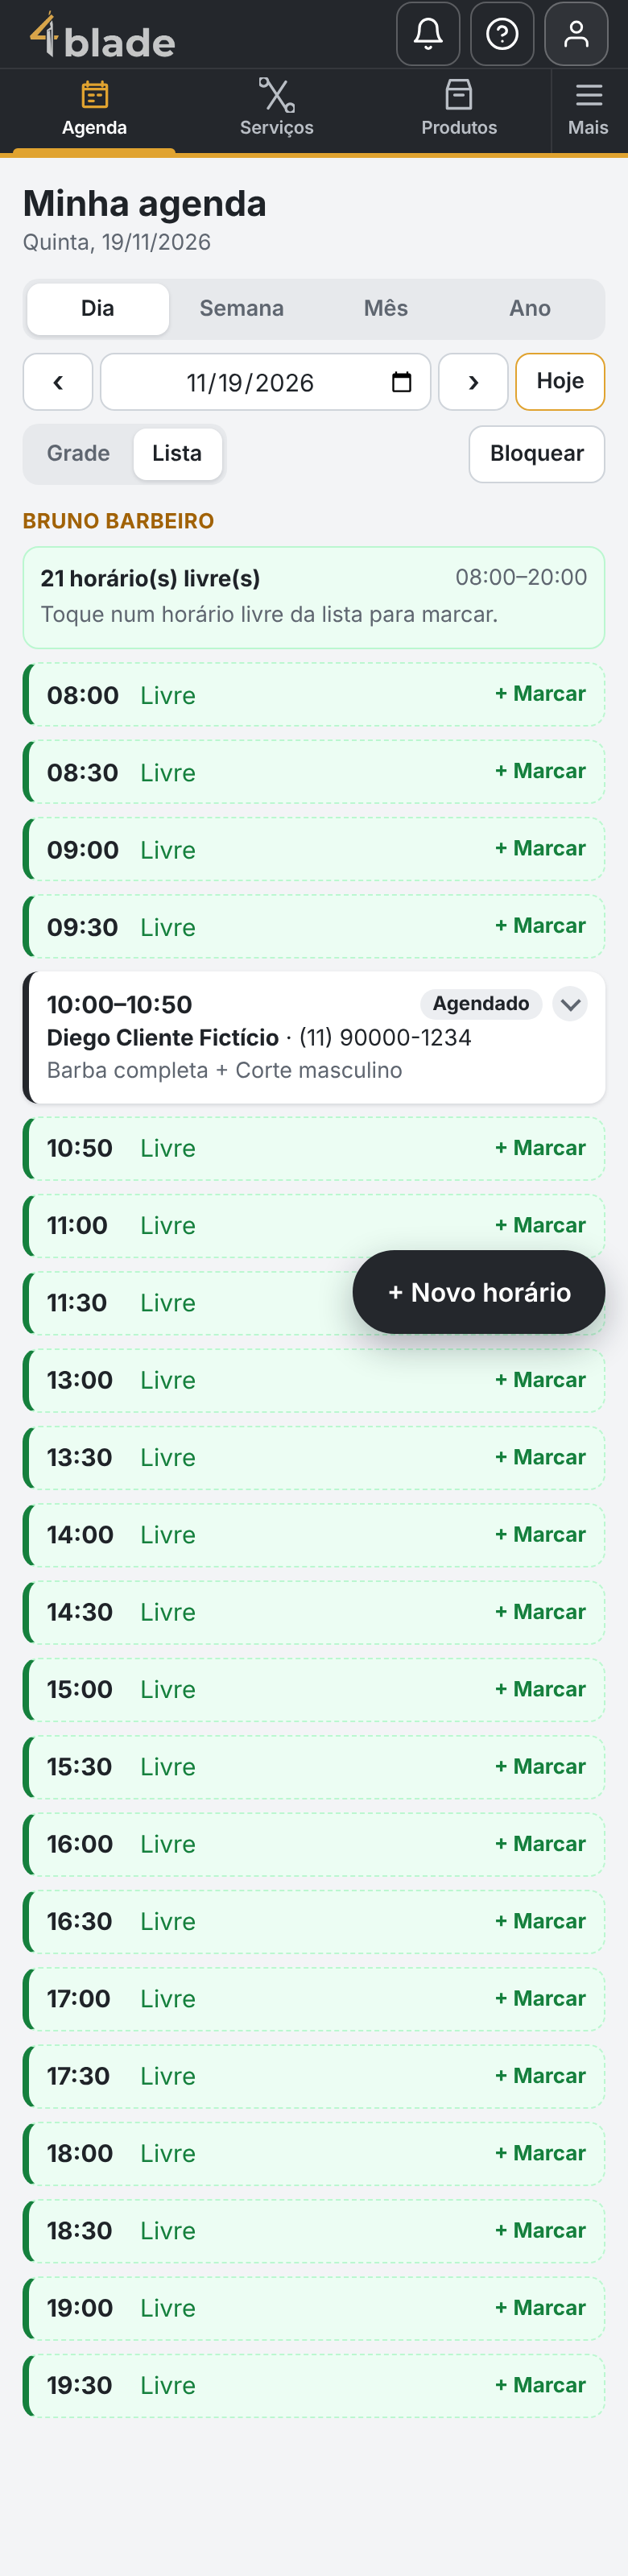 4blade
Agenda
Serviços
Produtos
Mais
Minha agenda
Quinta, 19/11/2026
Dia
Semana
Mês
Ano
‹
11/19/2026
›
Hoje
Grade
Lista
Bloquear
BRUNO BARBEIRO
21 horário(s) livre(s) 08:00–20:00
Toque num horário livre da lista para marcar.
08:00 Livre + Marcar
08:30 Livre + Marcar
09:00 Livre + Marcar
09:30 Livre + Marcar
10:00–10:50 Agendado
Diego Cliente Fictício · (11) 90000-1234
Barba completa + Corte masculino
10:50 Livre + Marcar
11:00 Livre + Marcar
11:30 Livre
+ Novo horário
13:00 Livre + Marcar
13:30 Livre + Marcar
14:00 Livre + Marcar
14:30 Livre + Marcar
15:00 Livre + Marcar
15:30 Livre + Marcar
16:00 Livre + Marcar
16:30 Livre + Marcar
17:00 Livre + Marcar
17:30 Livre + Marcar
18:00 Livre + Marcar
18:30 Livre + Marcar
19:00 Livre + Marcar
19:30 Livre + Marcar